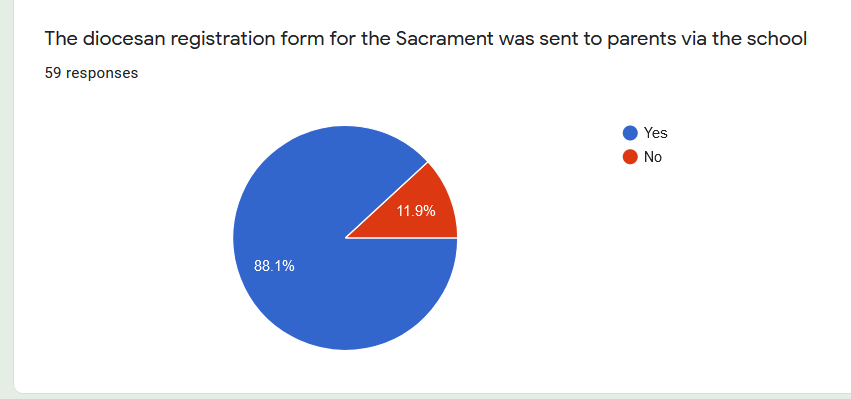 The diocesan registration form for the Sacrament was sent to parents via the school
59 responses
Yes
No
11.9%
88.1%